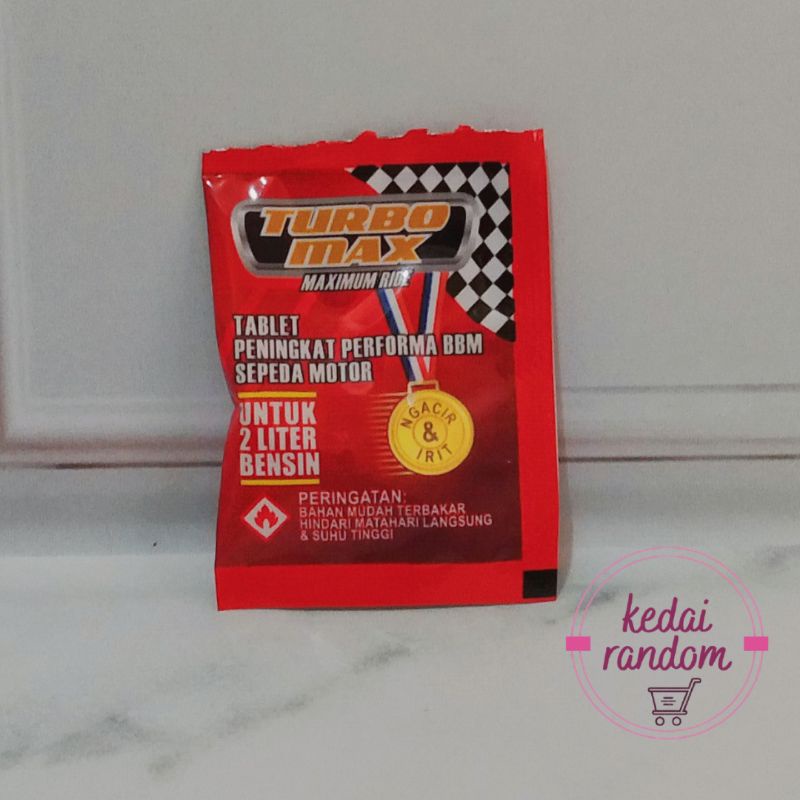 TURBO
MAX
MAXIMUM RIDE
TABLET
PENINGKAT PERFORMA BBM
SEPEDA MOTOR
UNTUK
2 LITER
BENSIN
NGACIR
&
IRIT
PERINGATAN:
BAHAN MUDAH TERBAKAR
HINDARI MATAHARI LANGSUNG
& SUHU TINGGI
kedai
random